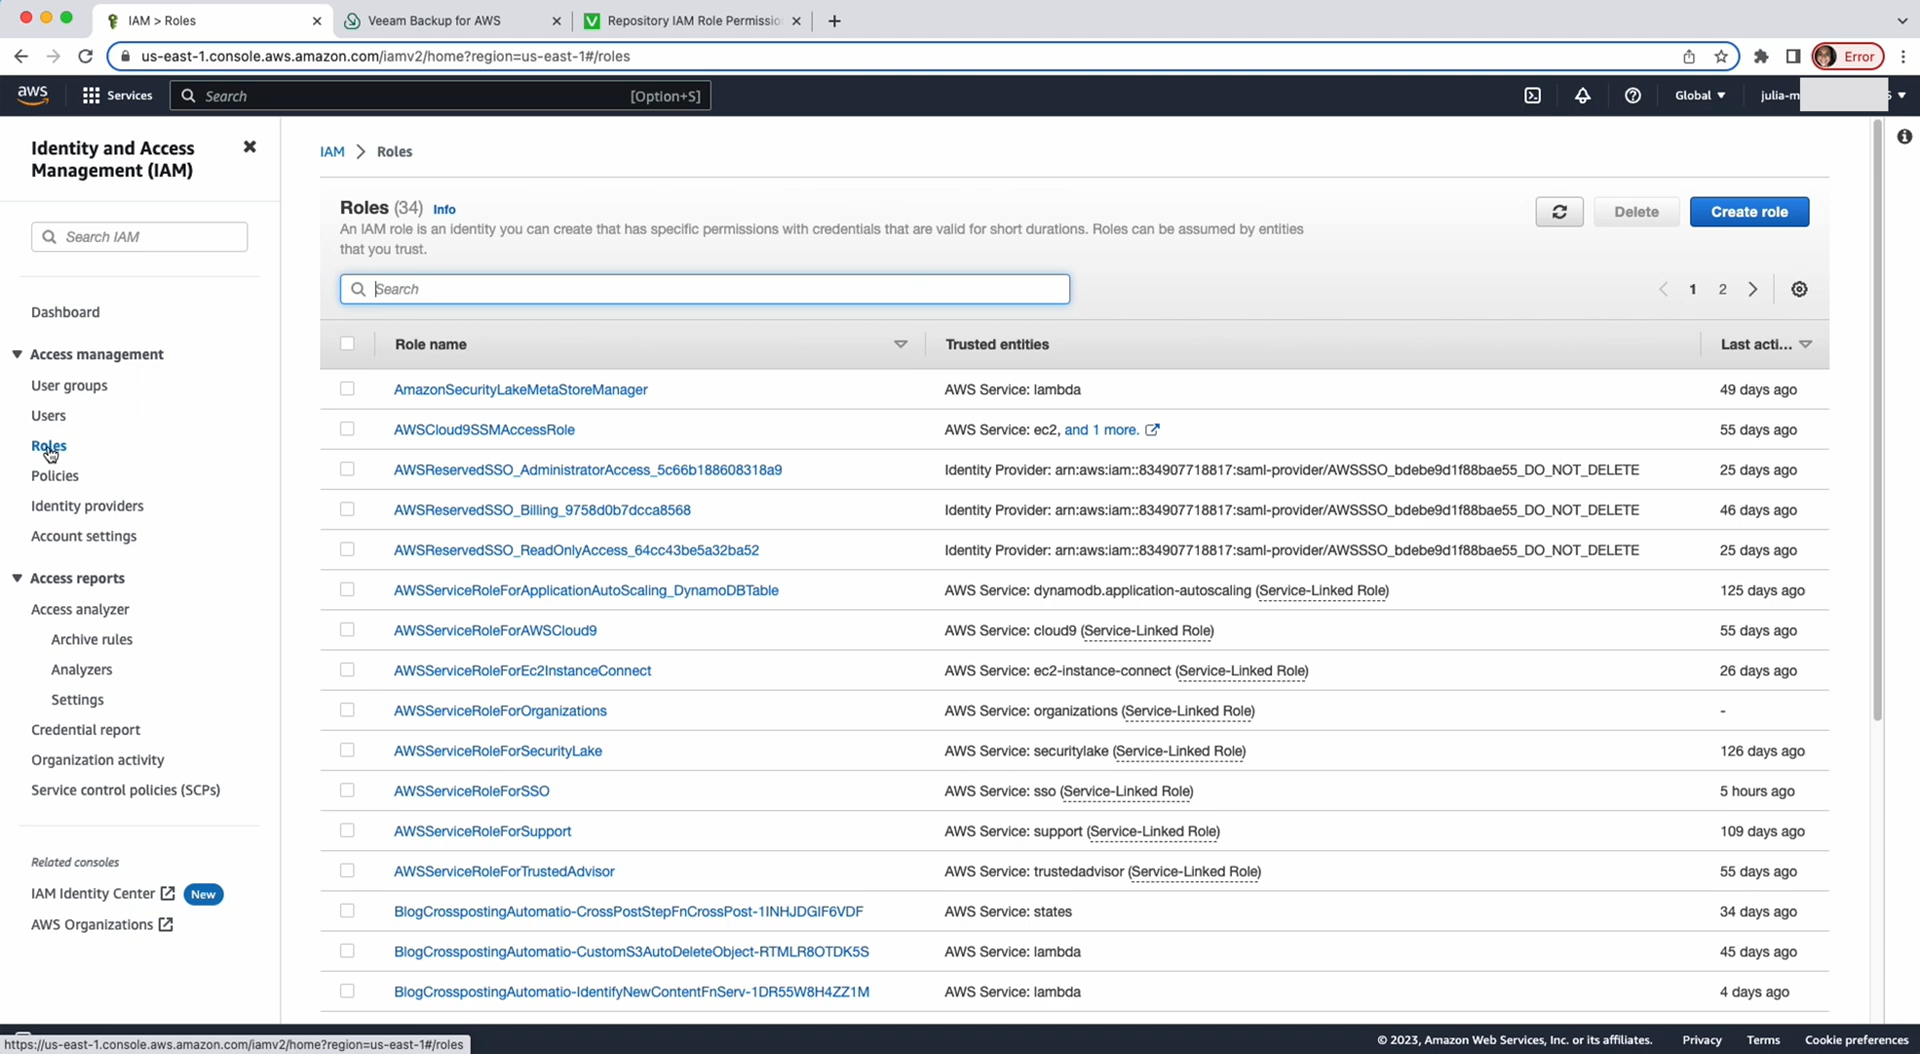 IAM > Roles
Veeam Backup for AWS
Repository IAM Role Permissio
us-east-1.console.aws.amazon.com/iamv2/home?region=us-east-1#/roles
Error
aws
Services
Search
[Option+S]
Global
julia-m
Identity and Access
Management (IAM)
Search IAM
Dashboard
Access management
User groups
Users
Roles
Policies
Identity providers
Account settings
Access reports
Access analyzer
Archive rules
Analyzers
Settings
Credential report
Organization activity
Service control policies (SCPs)
Related consoles
IAM Identity Center New
AWS Organizations
IAM > Roles
Roles (34) Info
An IAM role is an identity you can create that has specific permissions with credentials that are valid for short durations. Roles can be assumed by entities
that you trust.
Delete
Create role
Search
1 2
Role name Trusted entities Last acti...
AmazonSecurityLakeMetaStoreManager AWS Service: lambda 49 days ago
AWSCloud9SSMAccessRole AWS Service: ec2, and 1 more. 55 days ago
AWSReservedSSO_AdministratorAccess_5c66b188608318a9 Identity Provider: arn:aws:iam::834907718817:saml-provider/AWSSSO_bdebe9d1f88bae55_DO_NOT_DELETE 25 days ago
AWSReservedSSO_Billing_9758d0b7dcca8568 Identity Provider: arn:aws:iam::834907718817:saml-provider/AWSSSO_bdebe9d1f88bae55_DO_NOT_DELETE 46 days ago
AWSReservedSSO_ReadOnlyAccess_64cc43be5a32ba52 Identity Provider: arn:aws:iam::834907718817:saml-provider/AWSSSO_bdebe9d1f88bae55_DO_NOT_DELETE 25 days ago
AWSServiceRoleForApplicationAutoScaling_DynamoDBTable AWS Service: dynamodb.application-autoscaling (Service-Linked Role) 125 days ago
AWSServiceRoleForAWSCloud9 AWS Service: cloud9 (Service-Linked Role) 55 days ago
AWSServiceRoleForEc2InstanceConnect AWS Service: ec2-instance-connect (Service-Linked Role) 26 days ago
AWSServiceRoleForOrganizations AWS Service: organizations (Service-Linked Role) -
AWSServiceRoleForSecurityLake AWS Service: securitylake (Service-Linked Role) 126 days ago
AWSServiceRoleForSSO AWS Service: sso (Service-Linked Role) 5 hours ago
AWSServiceRoleForSupport AWS Service: support (Service-Linked Role) 109 days ago
AWSServiceRoleForTrustedAdvisor AWS Service: trustedadvisor (Service-Linked Role) 55 days ago
BlogCrosspostingAutomatio-CrossPostStepFnCrossPost-1INHJDGIF6VDF AWS Service: states 34 days ago
BlogCrosspostingAutomatio-CustomS3AutoDeleteObject-RTMLR8OTDK5S AWS Service: lambda 45 days ago
BlogCrosspostingAutomatio-IdentifyNewContentFnServ-1DR55W8H4ZZ1M AWS Service: lambda 4 days ago
https://us-east-1.console.aws.amazon.com/iamv2/home?region=us-east-1#/roles
© 2023, Amazon Web Services, Inc. or its affiliates. Privacy Terms Cookie preferences